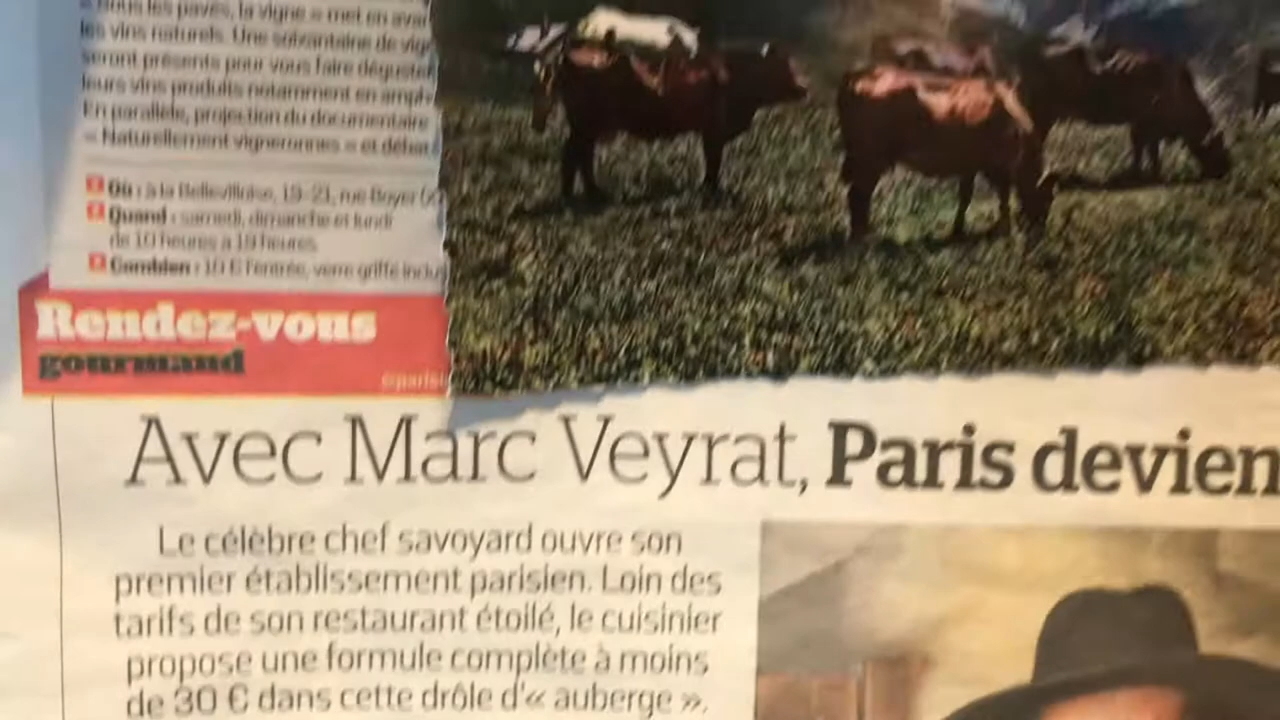 « Sous les pavés, la vigne » met en avant
les vins naturels. Une soixantaine de vign
seront présents pour vous faire déguster
leurs vins produits notamment en amph
En parallèle, projection du documentaire
« Naturellement vigneronnes » et débat
Où : à la Bellevilloise, 19-21, rue Boyer
Quand : samedi, dimanche et lundi
de 10 heures à 19 heures
Combien : 10 € l'entrée, verre griffé inclu
Rendez-vous
gourmand
Avec Marc Veyrat, Paris devien
Le célèbre chef savoyard ouvre son
premier établissement parisien. Loin des
tarifs de son restaurant étoilé, le cuisinier
propose une formule complète à moins
de 30 € dans cette drôle d'« auberge ».